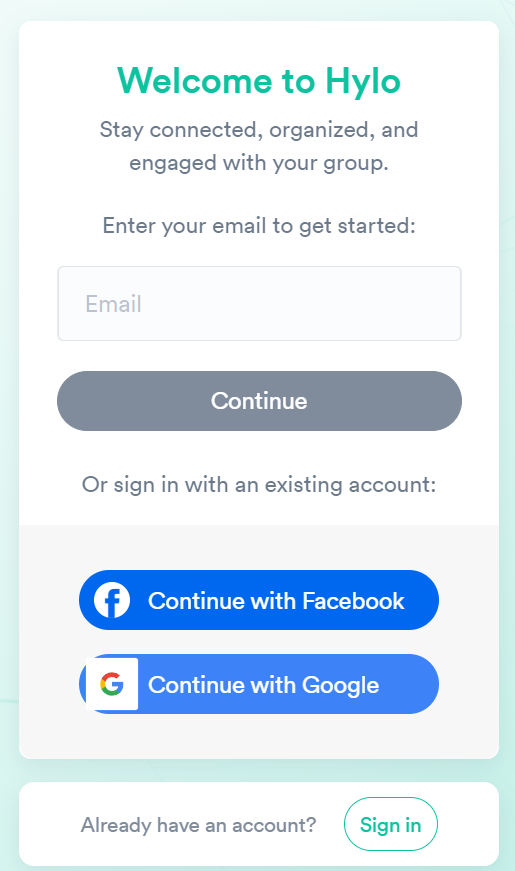 Welcome to Hylo
Stay connected, organized, and
engaged with your group.
Enter your email to get started:
Email
Continue
Or sign in with an existing account:
Continue with Facebook
Continue with Google
Already have an account?
Sign in